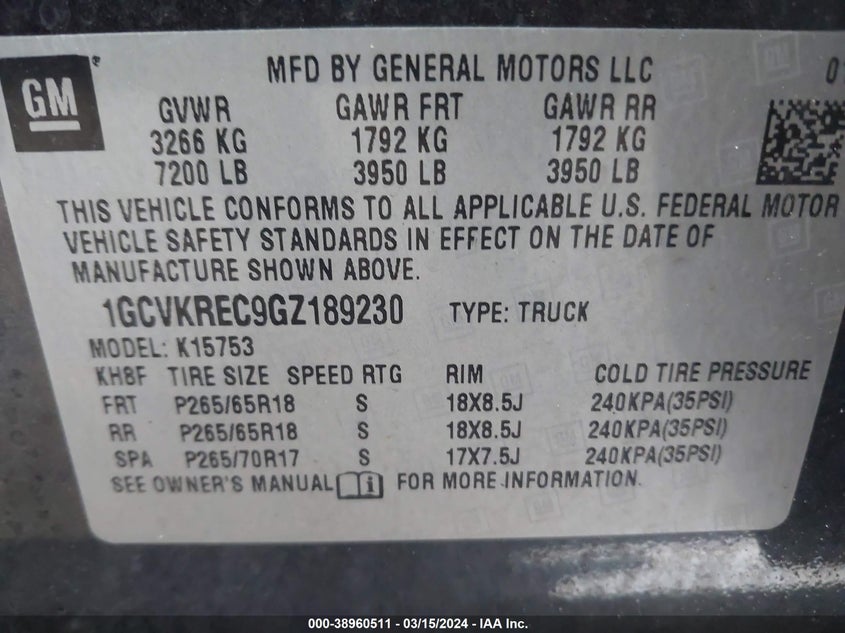 GM
MFD BY GENERAL MOTORS LLC
GVWR GAWR FRT GAWR RR
3266 KG 1792 KG 1792 KG
7200 LB 3950 LB 3950 LB
THIS VEHICLE CONFORMS TO ALL APPLICABLE U.S. FEDERAL MOTOR
VEHICLE SAFETY STANDARDS IN EFFECT ON THE DATE OF
MANUFACTURE SHOWN ABOVE.
1GCVKREC9GZ189230 TYPE: TRUCK
MODEL: K15753
KH8F TIRE SIZE SPEED RTG RIM COLD TIRE PRESSURE
FRT P265/65R18 S 18X8.5J 240KPA(35PSI)
RR P265/65R18 S 18X8.5J 240KPA(35PSI)
SPA P265/70R17 S 17X7.5J 240KPA(35PSI)
SEE OWNER'S MANUAL i FOR MORE INFORMATION.
000-38960511 - 03/15/2024 - IAA Inc.